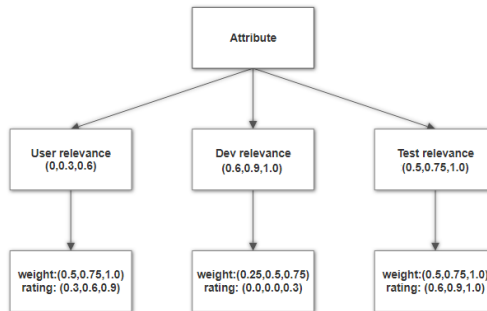 Attribute
User relevance
(0,0.3,0.6)
Dev relevance
(0.6,0.9,1.0)
Test relevance
(0.5,0.75,1.0)
weight:(0.5,0.75,1.0)
rating: (0.3,0.6,0.9)
weight:(0.25,0.5,0.75)
rating: (0.0,0.0,0.3)
weight:(0.5,0.75,1.0)
rating: (0.6,0.9,1.0)